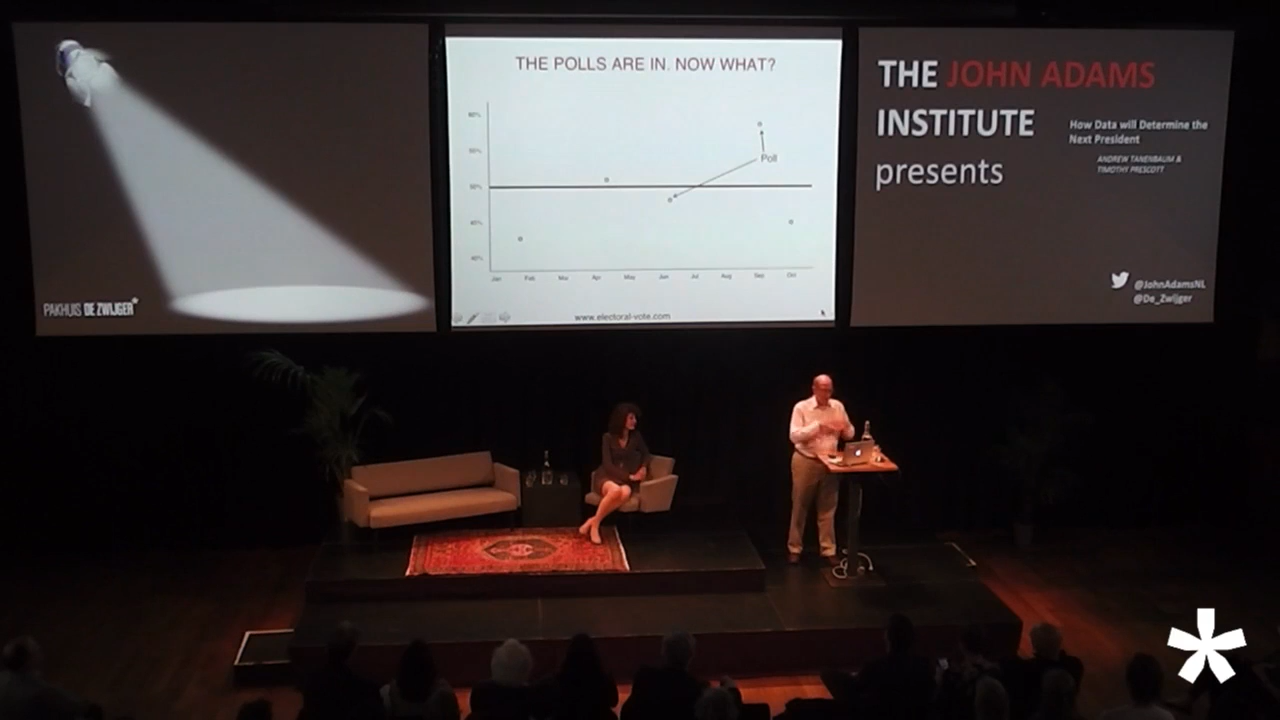 PAKHUIS DE ZWIJGER*
THE POLLS ARE IN. NOW WHAT?
60%
50%
Poll
Jan Feb Mar Apr May Jun Jul Aug Sep Oct
www.electoral-vote.com
THE JOHN ADAMS
INSTITUTE
presents
How Data will Determine the
Next President
ANDREW TANENBAUM &
TIMOTHY PRESCOTT
@JohnAdamsNL
@De_Zwijger